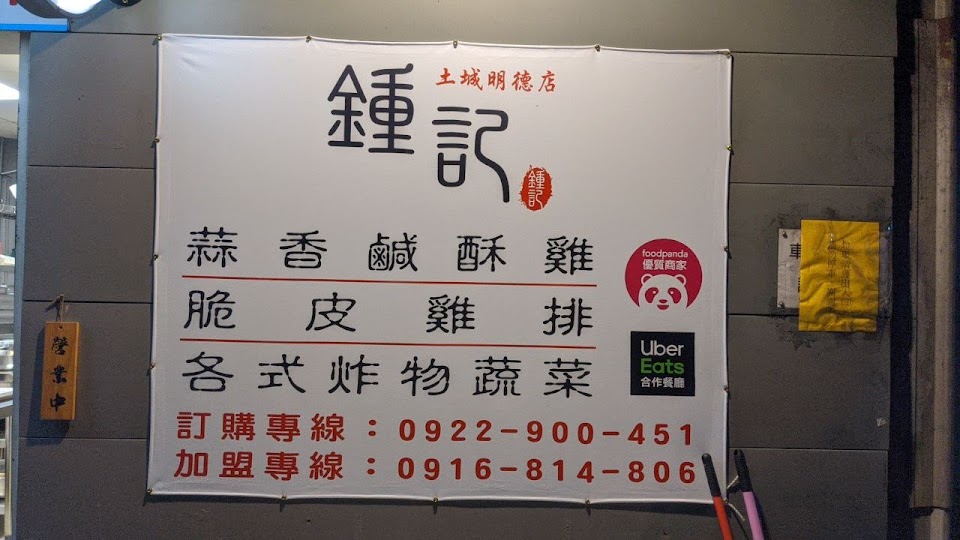 土城明德店
鍾記
鍾記
蒜香鹹酥雞
脆皮雞排
各式炸物蔬菜
foodpanda
優質商家
Uber
Eats
合作餐廳
訂購專線：0922-900-451
加盟專線：0916-814-806
營業中
車